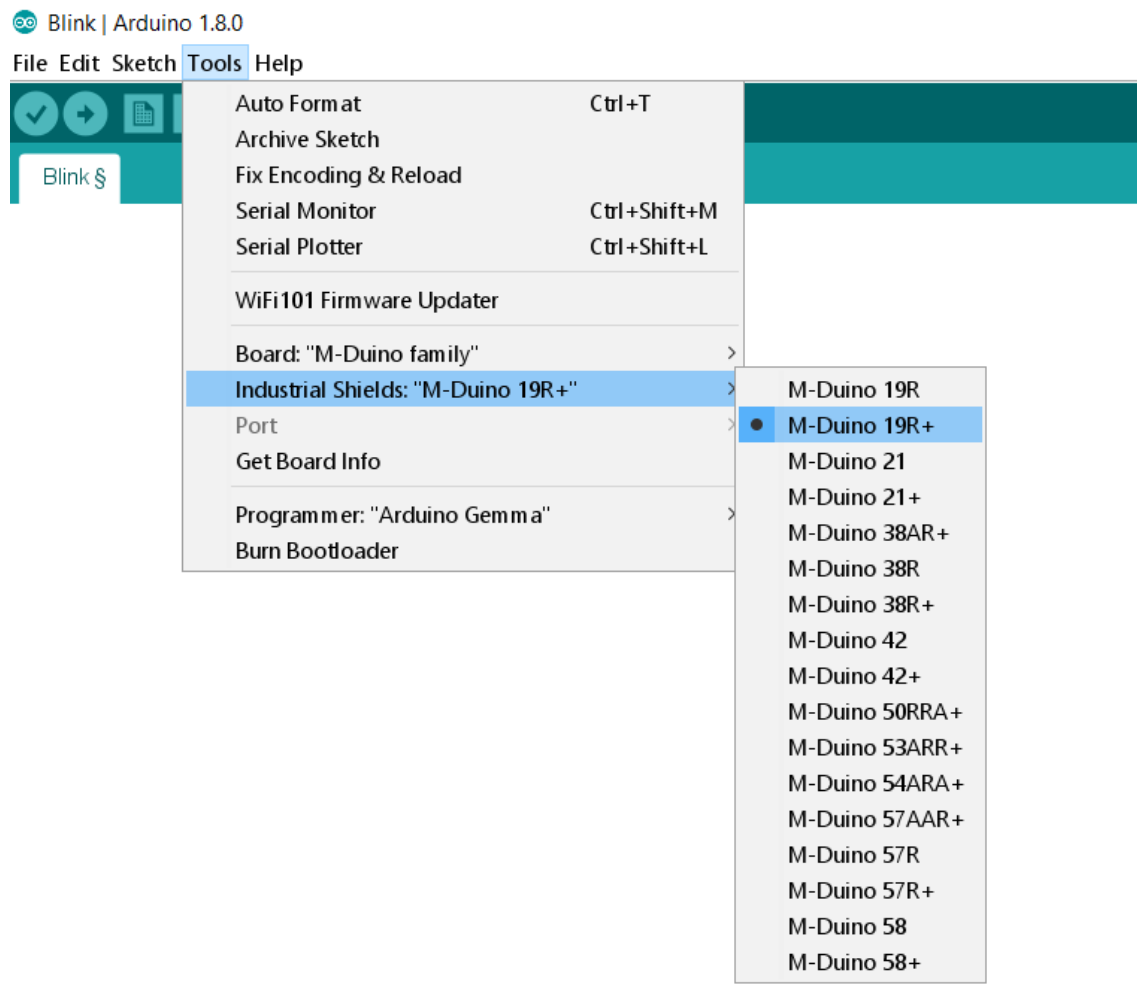 Blink | Arduino 1.8.0
File Edit Sketch Tools Help
Auto Format Ctrl+T
Archive Sketch
Fix Encoding & Reload
Serial Monitor Ctrl+Shift+M
Serial Plotter Ctrl+Shift+L
WiFi101 Firmware Updater
Board: "M-Duino family"
Industrial Shields: "M-Duino 19R+"
Port
Get Board Info
Programmer: "Arduino Gemma"
Burn Bootloader
Blink §
M-Duino 19R
M-Duino 19R+
M-Duino 21
M-Duino 21+
M-Duino 38AR+
M-Duino 38R
M-Duino 38R+
M-Duino 42
M-Duino 42+
M-Duino 50RRA+
M-Duino 53ARR+
M-Duino 54ARA+
M-Duino 57AAR+
M-Duino 57R
M-Duino 57R+
M-Duino 58
M-Duino 58+